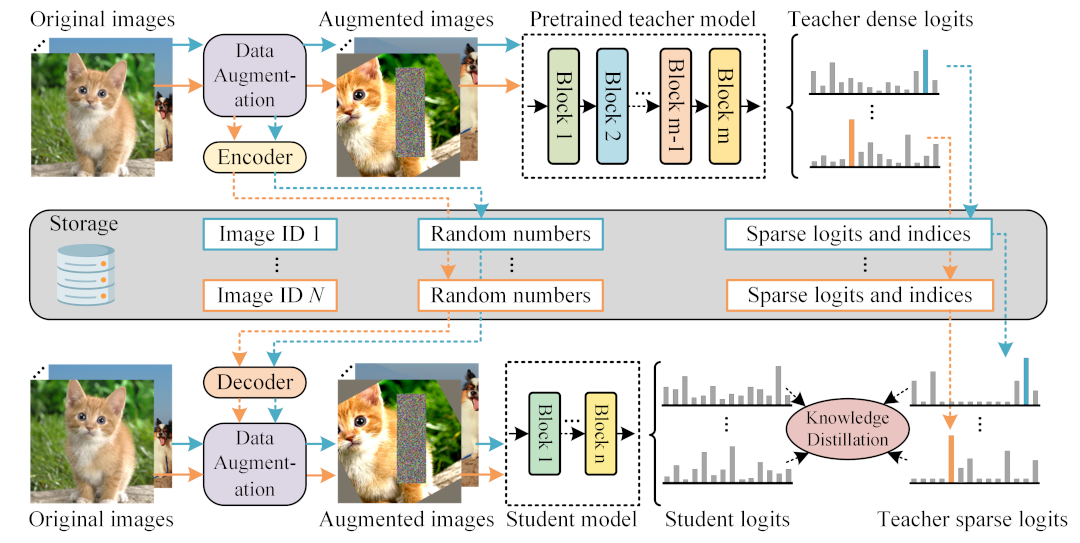 Original images
Augmented images
Pretrained teacher model
Teacher dense logits
Data
Augment-
ation
Block 1
Block 2
...
Block m-1
Block m
Encoder
Storage
Image ID 1
Random numbers
Sparse logits and indices
Image ID N
Random numbers
Sparse logits and indices
Decoder
Data
Augment-
ation
Block 1
...
Block n
Knowledge
Distillation
Original images
Augmented images
Student model
Student logits
Teacher sparse logits